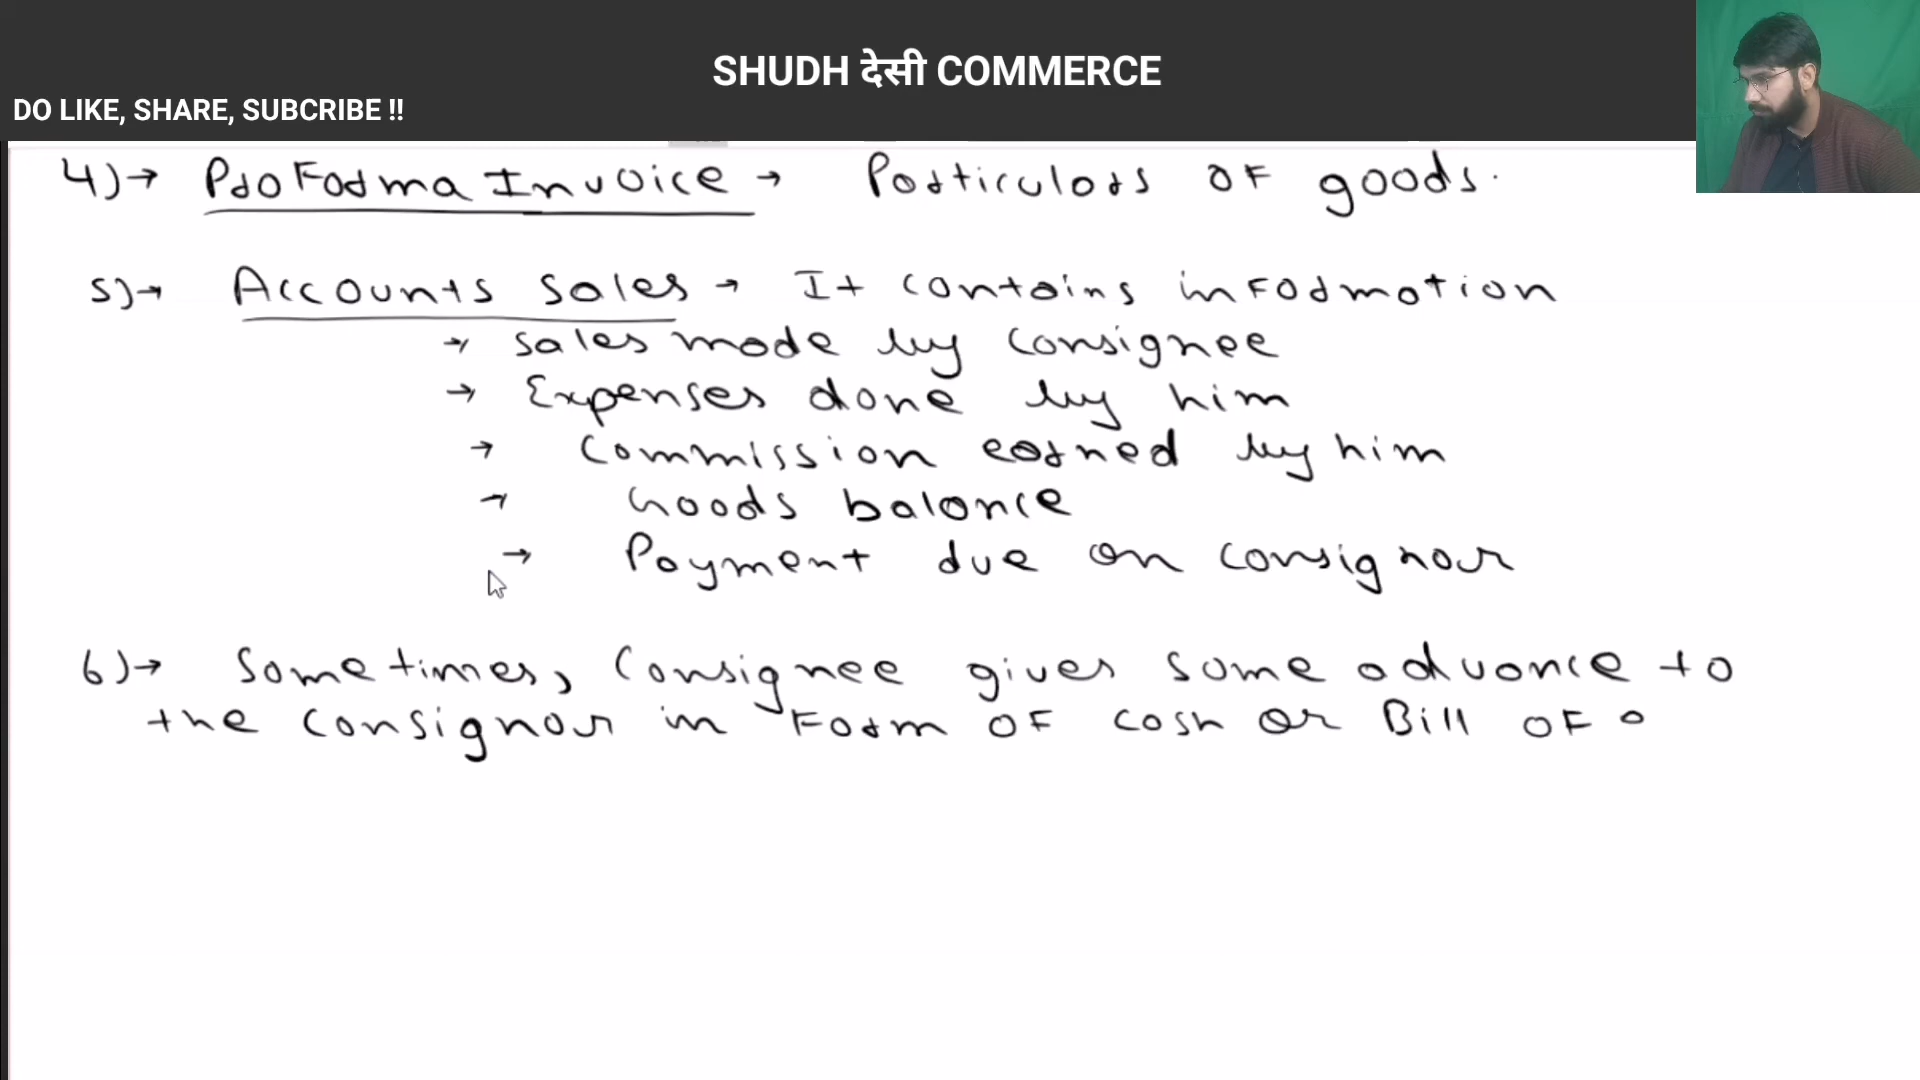 SHUDH देसी COMMERCE
DO LIKE, SHARE, SUBCRIBE !!
4)→ Proforma Invoice → Particulars of goods.
5)→ Accounts sales → It contains information
→ sales made by consignee
→ Expenses done by him
→ Commission earned by him
→ Goods balance
→ Payment due on consignor
6)→ Sometimes, Consignee gives some advance to
the consignor in form of cash or Bill of